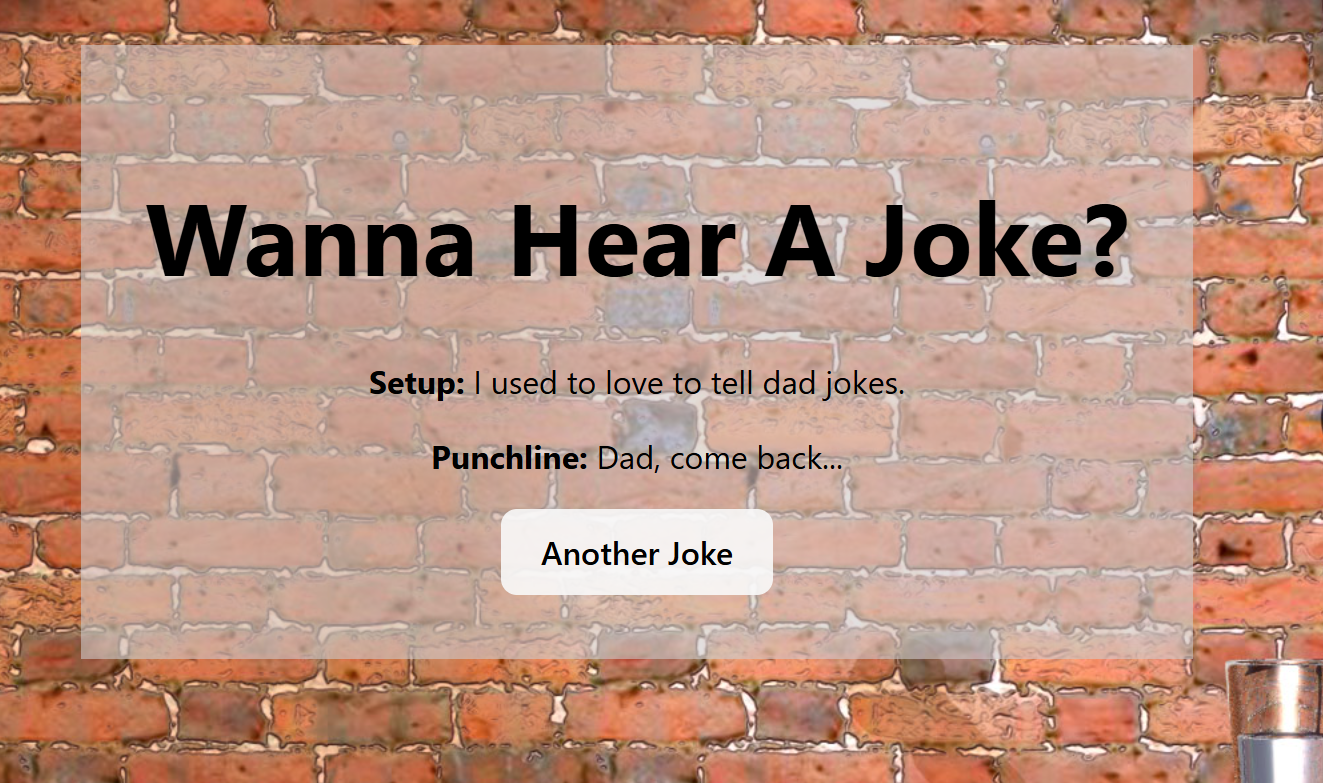 Wanna Hear A Joke?
Setup: I used to love to tell dad jokes.
Punchline: Dad, come back...
Another Joke